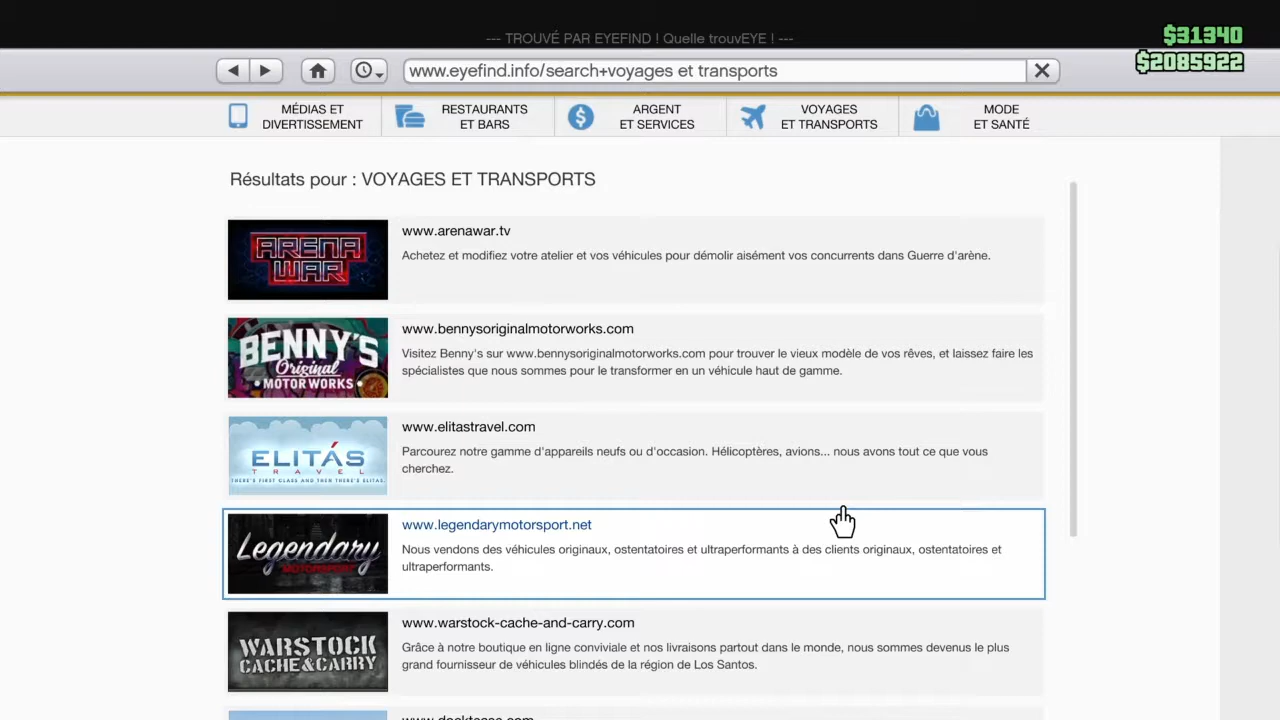 --- TROUVÉ PAR EYEFIND ! Quelle trouvEYE ! ---
$31340
$2085922
www.eyefind.info/search+voyages et transports
MÉDIAS ET
DIVERTISSEMENT
RESTAURANTS
ET BARS
ARGENT
ET SERVICES
VOYAGES
ET TRANSPORTS
MODE
ET SANTÉ
Résultats pour : VOYAGES ET TRANSPORTS
ARENA
WAR
www.arenawar.tv
Achetez et modifiez votre atelier et vos véhicules pour démolir aisément vos concurrents dans Guerre d'arène.
BENNY'S
Original
MOTOR WORKS
www.bennysoriginalmotorworks.com
Visitez Benny's sur www.bennysoriginalmotorworks.com pour trouver le vieux modèle de vos rêves, et laissez faire les
spécialistes que nous sommes pour le transformer en un véhicule haut de gamme.
ELITÁS
TRAVEL
THERE'S FIRST CLASS AND THEN THERE'S ELITAS.
www.elitastravel.com
Parcourez notre gamme d'appareils neufs ou d'occasion. Hélicoptères, avions... nous avons tout ce que vous
cherchez.
Legendary
MOTORSPORT
www.legendarymotorsport.net
Nous vendons des véhicules originaux, ostentatoires et ultraperformants à des clients originaux, ostentatoires et
ultraperformants.
WARSTOCK
CACHE&CARRY
www.warstock-cache-and-carry.com
Grâce à notre boutique en ligne conviviale et nos livraisons partout dans le monde, nous sommes devenus le plus
grand fournisseur de véhicules blindés de la région de Los Santos.